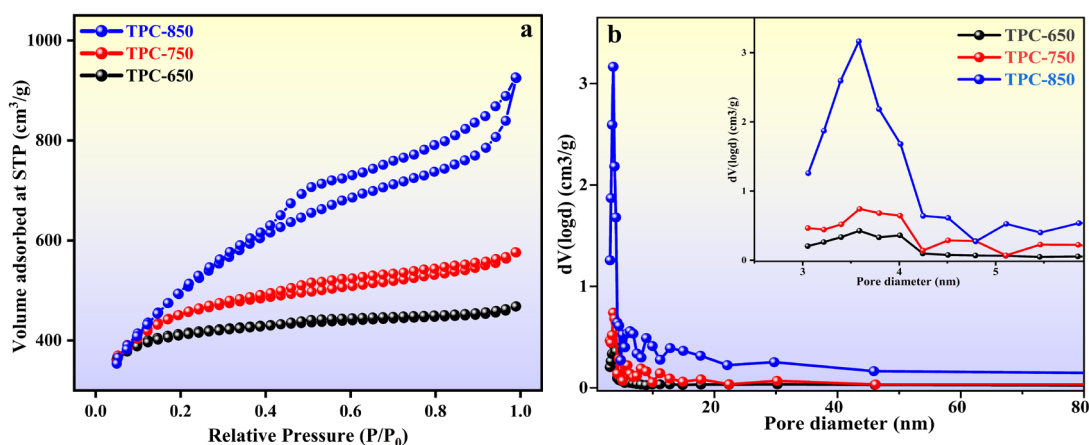 a
TPC-850
TPC-750
TPC-650
Volume adsorbed at STP (cm³/g)
1000
800
600
400
0.0 0.2 0.4 0.6 0.8 1.0
Relative Pressure (P/P₀)
b
TPC-650
TPC-750
TPC-850
dV(logd) (cm3/g)
3
2
1
0
20 40 60 80
Pore diameter (nm)
dV(logd) (cm3/g)
3
2
1
0
3 4 5
Pore diameter (nm)